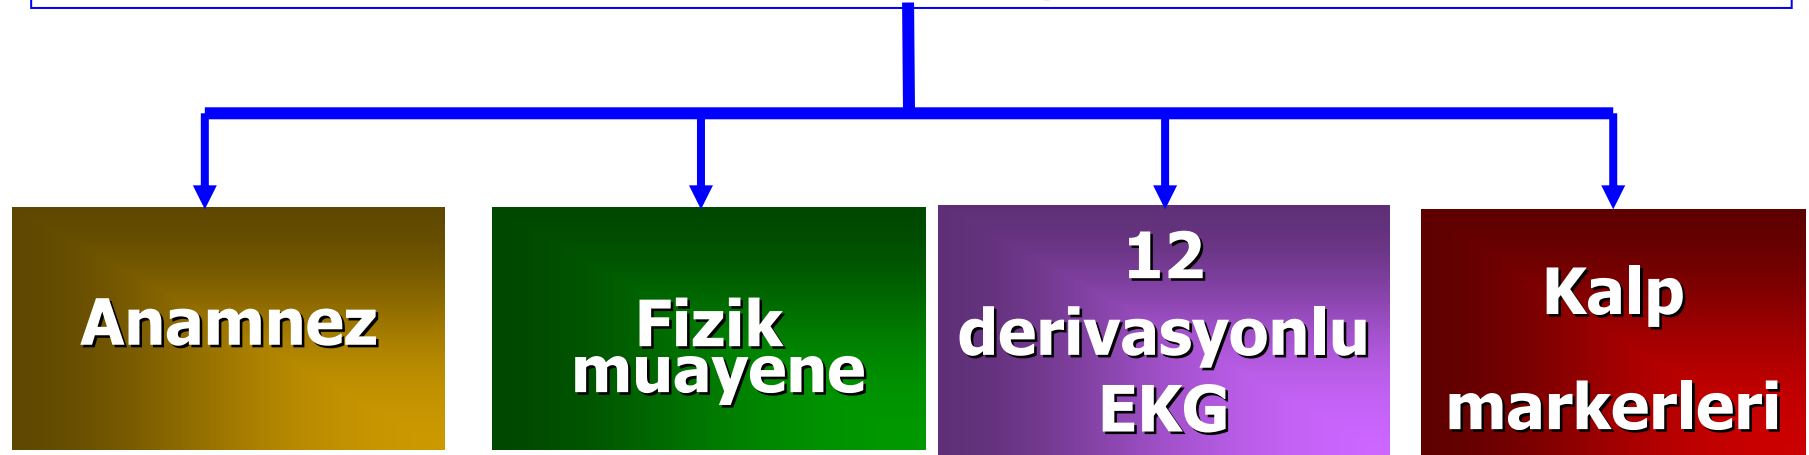 Anamnez
Fizik
muayene
12
derivasyonlu
EKG
Kalp
markerleri